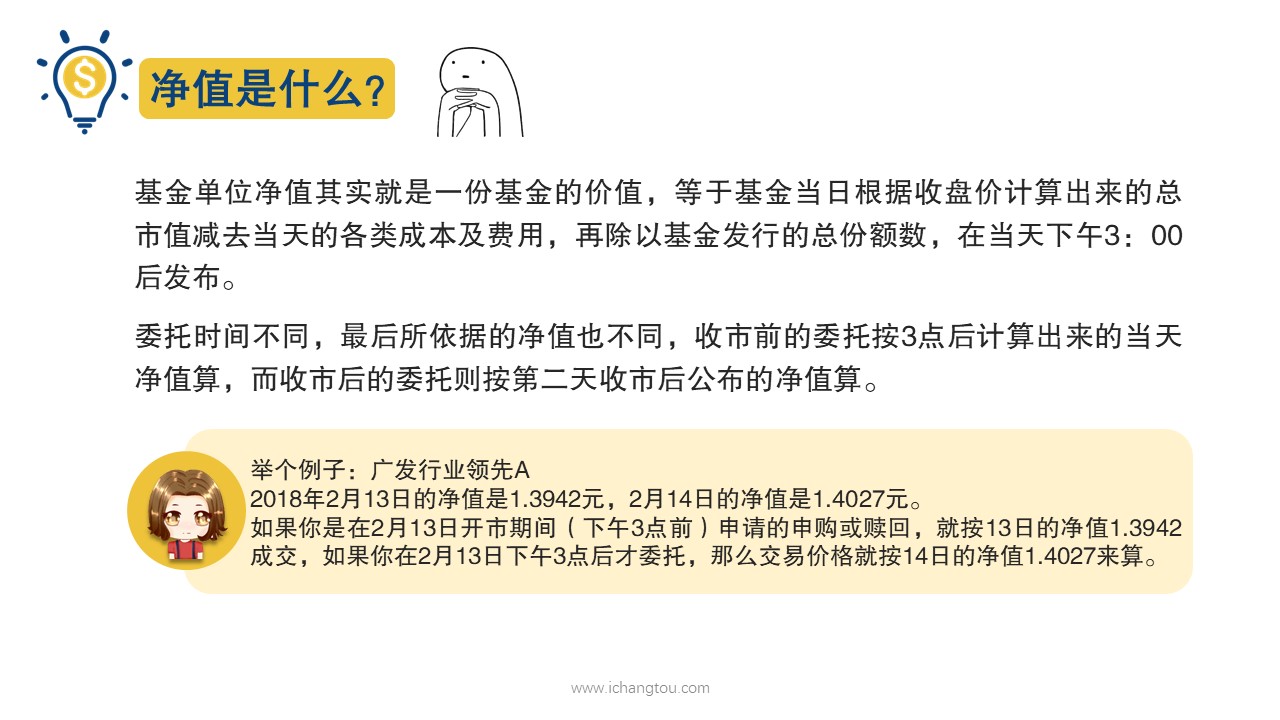 净值是什么?
基金单位净值其实就是一份基金的价值，等于基金当日根据收盘价计算出来的总
市值减去当天的各类成本及费用，再除以基金发行的总份额数，在当天下午3：00
后发布。
委托时间不同，最后所依据的净值也不同，收市前的委托按3点后计算出来的当天
净值算，而收市后的委托则按第二天收市后公布的净值算。
举个例子：广发行业领先A
2018年2月13日的净值是1.3942元，2月14日的净值是1.4027元。
如果你是在2月13日开市期间（下午3点前）申请的申购或赎回，就按13日的净值1.3942
成交，如果你在2月13日下午3点后才委托，那么交易价格就按14日的净值1.4027来算。
www.ichangtou.com